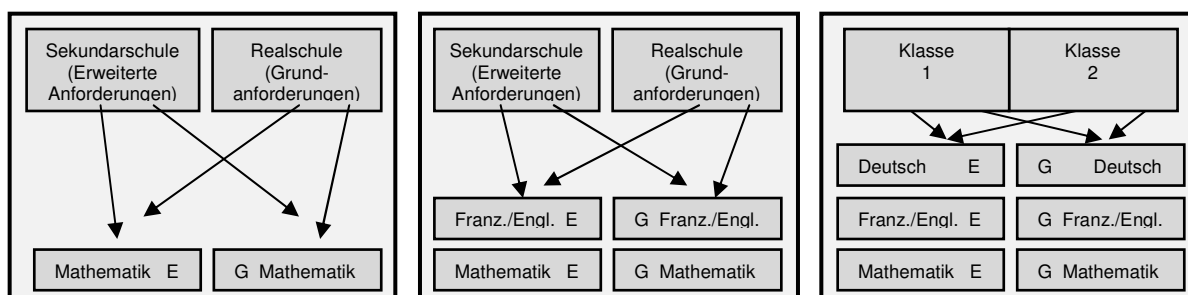 Sekundarschule
(Erweiterte
Anforderungen)
Realschule
(Grund-
anforderungen)
Mathematik E
G Mathematik
Sekundarschule
(Erweiterte
Anforderungen)
Realschule
(Grund-
anforderungen)
Franz./Engl. E
G Franz./Engl.
Mathematik E
G Mathematik
Klasse
1
Klasse
2
Deutsch E
G Deutsch
Franz./Engl. E
G Franz./Engl.
Mathematik E
G Mathematik